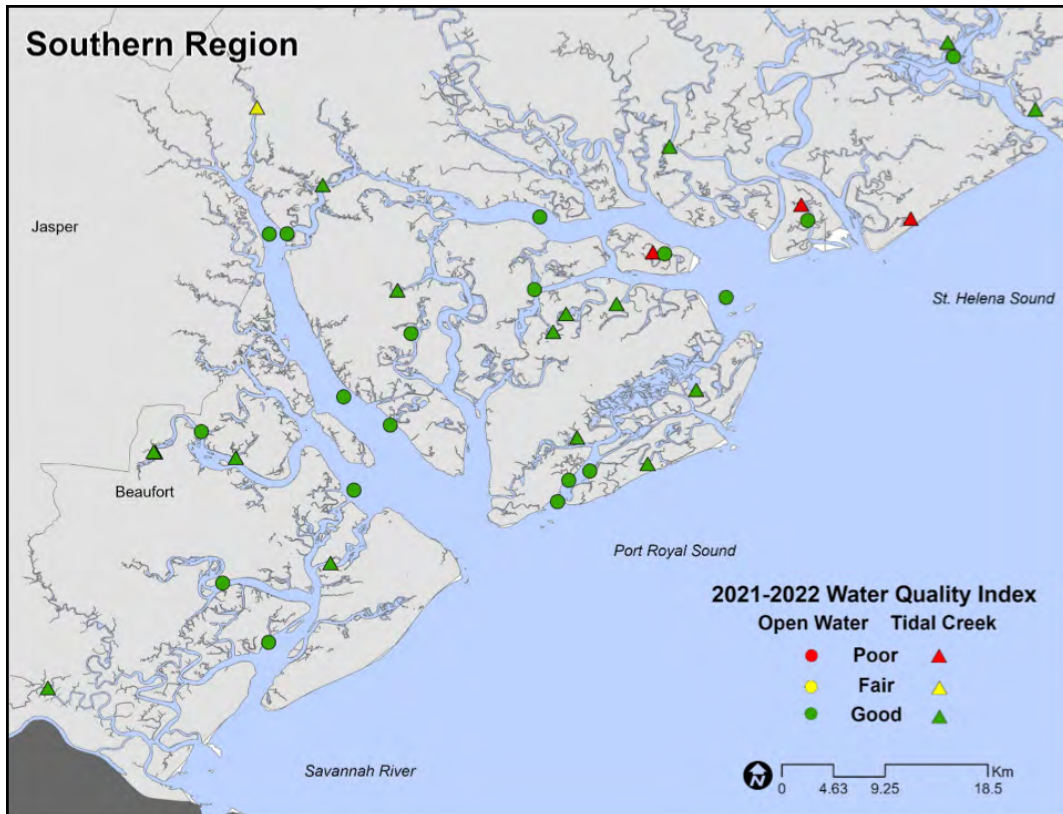 Southern Region
Jasper
St. Helena Sound
Beaufort
Port Royal Sound
2021-2022 Water Quality Index
Open Water Tidal Creek
Poor
Fair
Good
Savannah River
N
Km
0 4.63 9.25 18.5